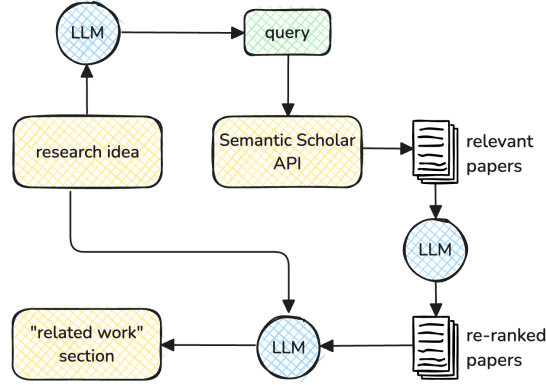 LLM
query
research idea
Semantic Scholar
API
relevant
papers
LLM
"related work"
section
LLM
re-ranked
papers